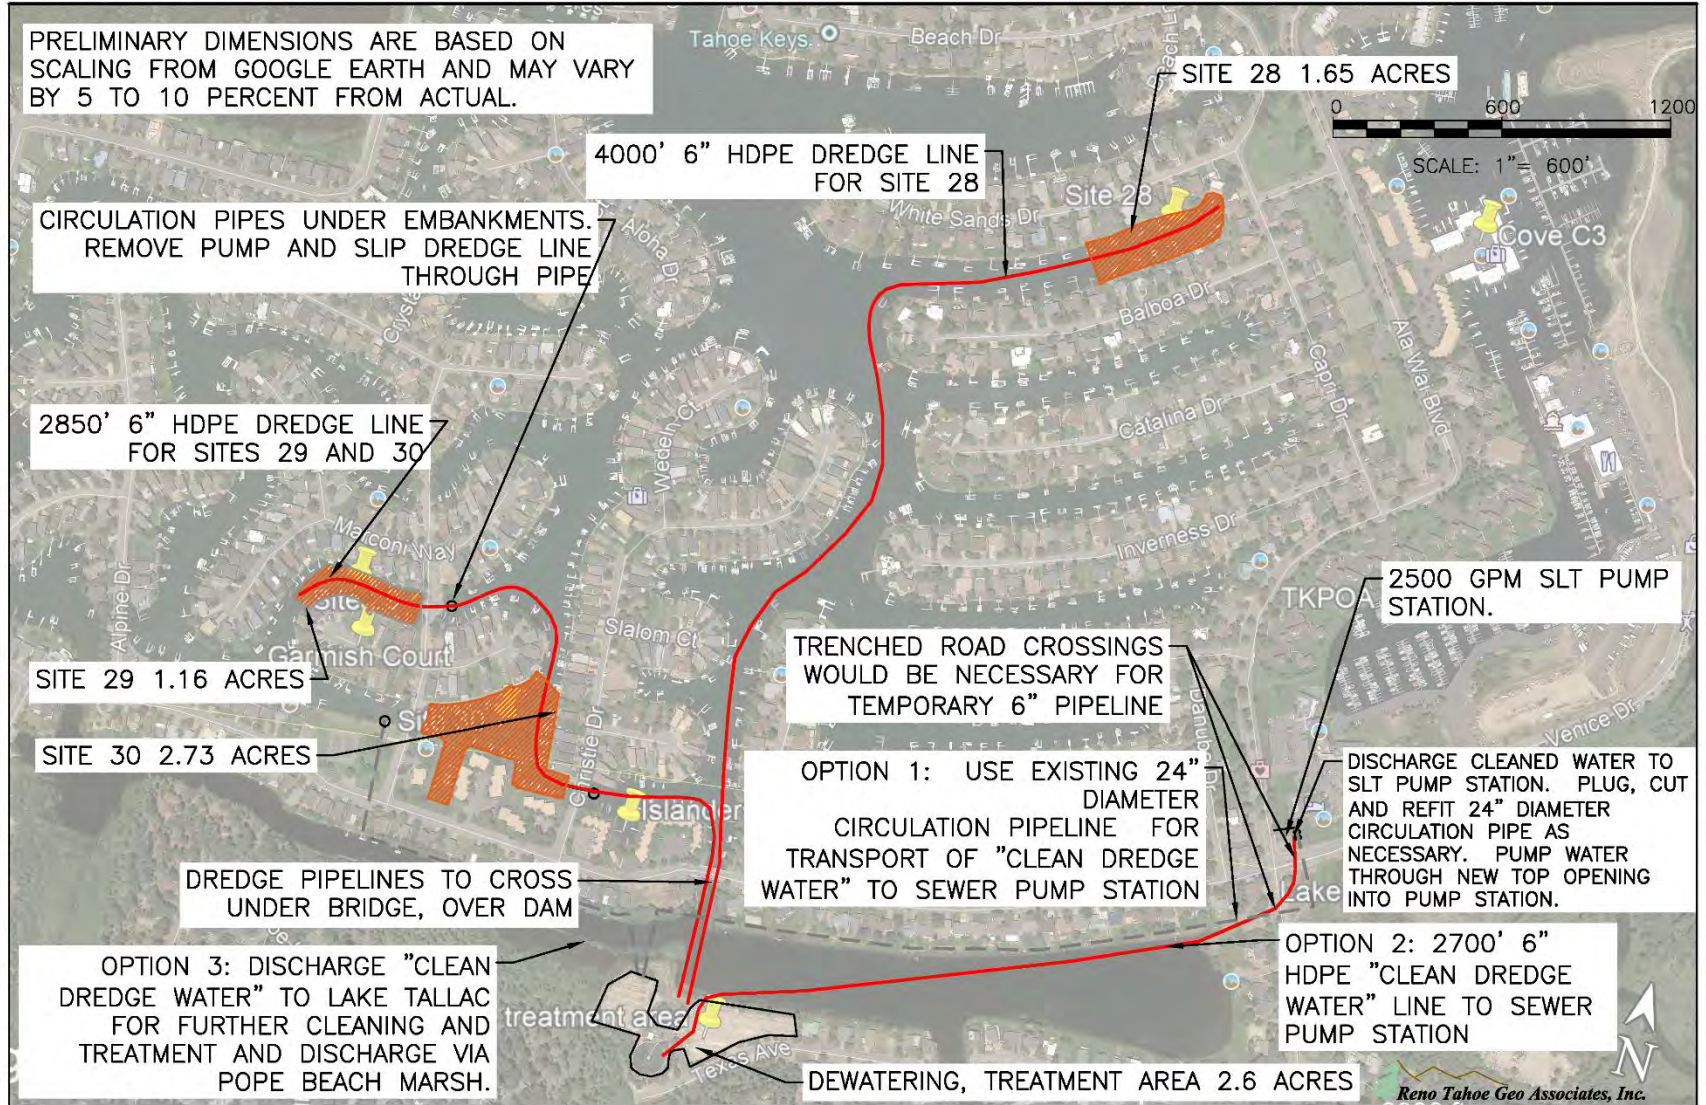 PRELIMINARY DIMENSIONS ARE BASED ON
SCALING FROM GOOGLE EARTH AND MAY VARY
BY 5 TO 10 PERCENT FROM ACTUAL.
Tahoe Keys
Beach Dr
SITE 28 1.65 ACRES
0 600 1200
SCALE: 1"= 600'
4000' 6" HDPE DREDGE LINE
FOR SITE 28
Site 28
White Sands Dr
Cove C3
CIRCULATION PIPES UNDER EMBANKMENTS.
REMOVE PUMP AND SLIP DREDGE LINE
THROUGH PIPE
Aloha Dr
Balboa Dr
Capri Dr
Ala Wai Blvd
Catalina Dr
Wedeln Ct
2850' 6" HDPE DREDGE LINE
FOR SITES 29 AND 30
Marconi Way
Inverness Dr
2500 GPM SLT PUMP
STATION.
TKPOA
Alpine Dr
Site
Garmish Court
Slalom Ct
TRENCHED ROAD CROSSINGS
WOULD BE NECESSARY FOR
TEMPORARY 6" PIPELINE
SITE 29 1.16 ACRES
Christie Dr
Danube Dr
Venice Dr
SITE 30 2.73 ACRES
OPTION 1: USE EXISTING 24"
DIAMETER
CIRCULATION PIPELINE FOR
TRANSPORT OF "CLEAN DREDGE
WATER" TO SEWER PUMP STATION
DISCHARGE CLEANED WATER TO
SLT PUMP STATION. PLUG, CUT
AND REFIT 24" DIAMETER
CIRCULATION PIPE AS
NECESSARY. PUMP WATER
THROUGH NEW TOP OPENING
INTO PUMP STATION.
Islander
Lake
DREDGE PIPELINES TO CROSS
UNDER BRIDGE, OVER DAM
OPTION 3: DISCHARGE "CLEAN
DREDGE WATER" TO LAKE TALLAC
FOR FURTHER CLEANING AND
TREATMENT AND DISCHARGE VIA
POPE BEACH MARSH.
OPTION 2: 2700' 6"
HDPE "CLEAN DREDGE
WATER" LINE TO SEWER
PUMP STATION
treatment area
Texas Ave
DEWATERING, TREATMENT AREA 2.6 ACRES
N
Reno Tahoe Geo Associates, Inc.